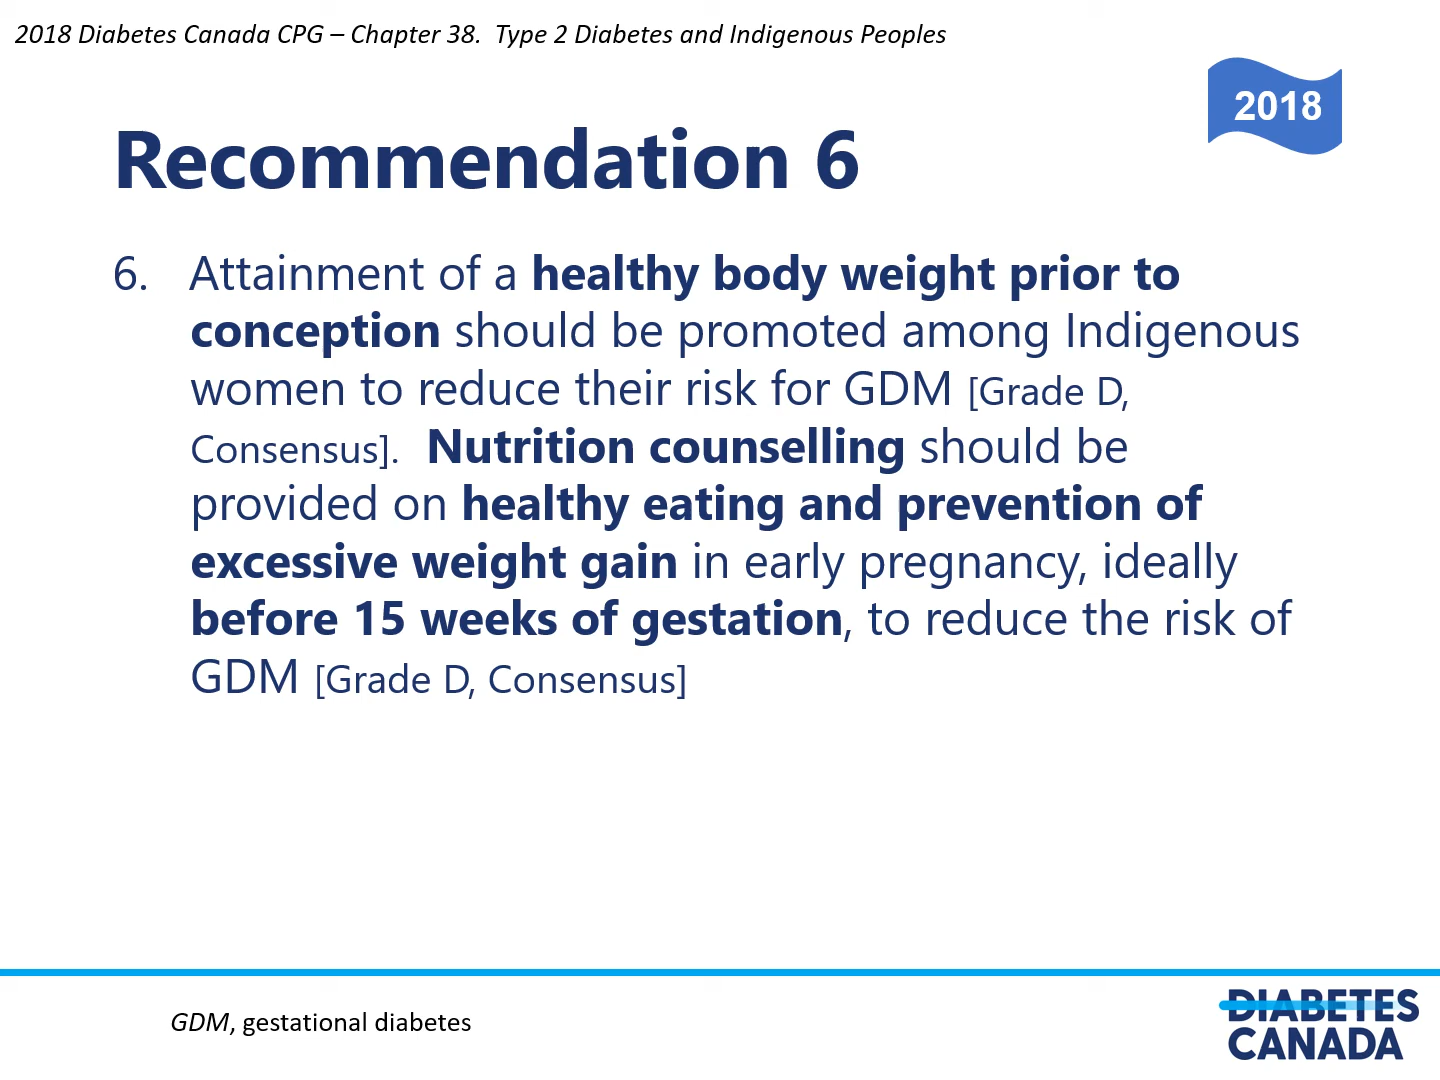 2018 Diabetes Canada CPG – Chapter 38.  Type 2 Diabetes and Indigenous Peoples
2018
Recommendation 6
6. Attainment of a healthy body weight prior to
conception should be promoted among Indigenous
women to reduce their risk for GDM [Grade D,
Consensus].  Nutrition counselling should be
provided on healthy eating and prevention of
excessive weight gain in early pregnancy, ideally
before 15 weeks of gestation, to reduce the risk of
GDM [Grade D, Consensus]
GDM, gestational diabetes
DIABETES
CANADA